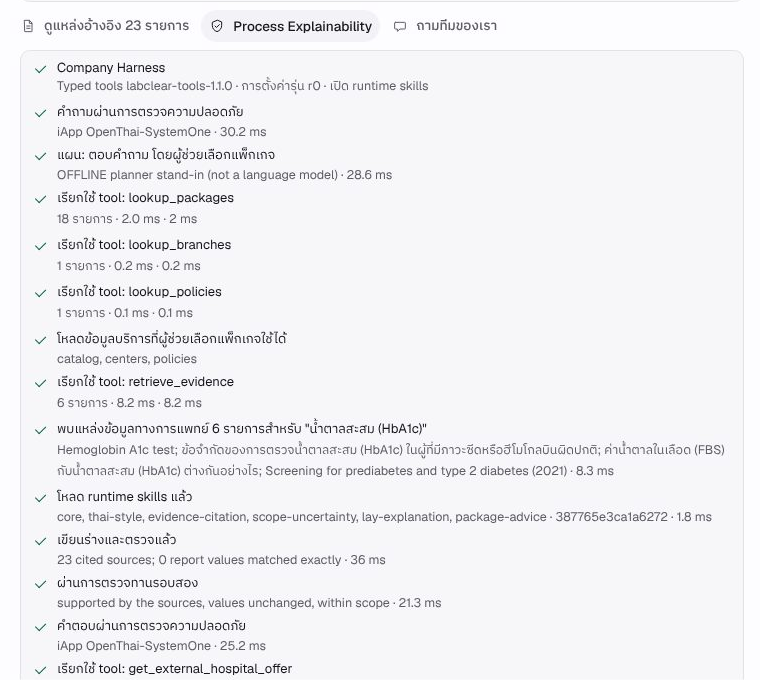 ดูแหล่งอ้างอิง 23 รายการ Process Explainability ถามทีมของเรา
Company Harness
Typed tools labclear-tools-1.1.0 · การตั้งค่ารุ่น r0 · เปิด runtime skills
คำถามผ่านการตรวจความปลอดภัย
iApp OpenThai-SystemOne · 30.2 ms
แผน: ตอบคำถาม โดยผู้ช่วยเลือกแพ็กเกจ
OFFLINE planner stand-in (not a language model) · 28.6 ms
เรียกใช้ tool: lookup_packages
18 รายการ · 2.0 ms · 2 ms
เรียกใช้ tool: lookup_branches
1 รายการ · 0.2 ms · 0.2 ms
เรียกใช้ tool: lookup_policies
1 รายการ · 0.1 ms · 0.1 ms
โหลดข้อมูลบริการที่ผู้ช่วยเลือกแพ็กเกจใช้ได้
catalog, centers, policies
เรียกใช้ tool: retrieve_evidence
6 รายการ · 8.2 ms · 8.2 ms
พบแหล่งข้อมูลทางการแพทย์ 6 รายการสำหรับ "น้ำตาลสะสม (HbA1c)"
Hemoglobin A1c test; ข้อจำกัดของการตรวจน้ำตาลสะสม (HbA1c) ในผู้ที่มีภาวะซีดหรือฮีโมโกลบินผิดปกติ; ค่าน้ำตาลในเลือด (FBS)
กับน้ำตาลสะสม (HbA1c) ต่างกันอย่างไร; Screening for prediabetes and type 2 diabetes (2021) · 8.3 ms
โหลด runtime skills แล้ว
core, thai-style, evidence-citation, scope-uncertainty, lay-explanation, package-advice · 387765e3ca1a6272 · 1.8 ms
เขียนร่างและตรวจแล้ว
23 cited sources; 0 report values matched exactly · 36 ms
ผ่านการตรวจทานรอบสอง
supported by the sources, values unchanged, within scope · 21.3 ms
คำตอบผ่านการตรวจความปลอดภัย
iApp OpenThai-SystemOne · 25.2 ms
เรียกใช้ tool: get_external_hospital_offer